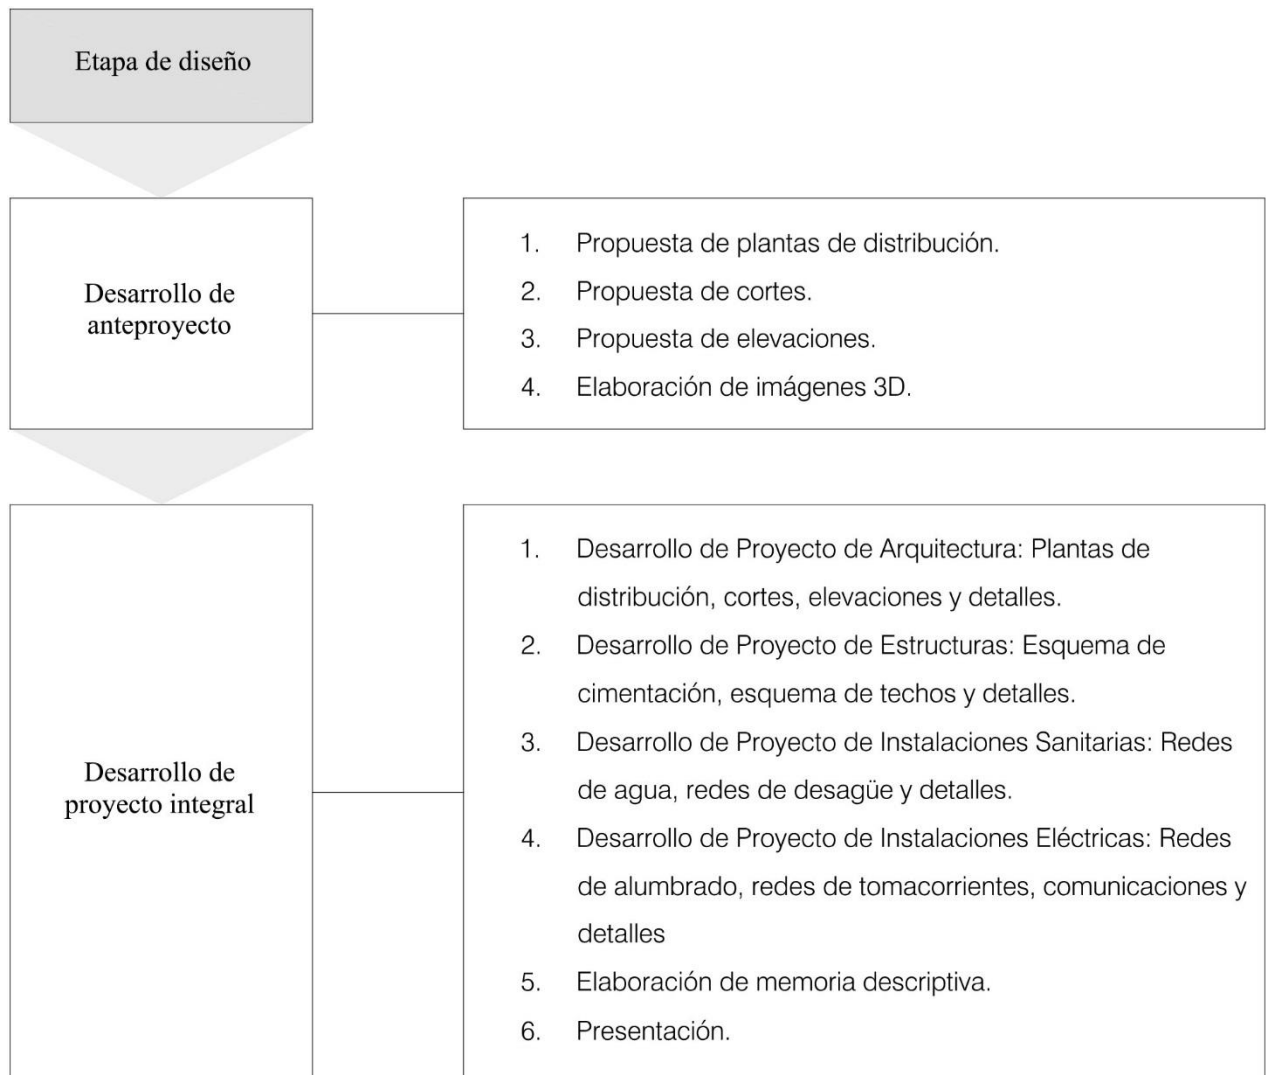 Etapa de diseño
Desarrollo de
anteproyecto
1. Propuesta de plantas de distribución.
2. Propuesta de cortes.
3. Propuesta de elevaciones.
4. Elaboración de imágenes 3D.
Desarrollo de
proyecto integral
1. Desarrollo de Proyecto de Arquitectura: Plantas de
distribución, cortes, elevaciones y detalles.
2. Desarrollo de Proyecto de Estructuras: Esquema de
cimentación, esquema de techos y detalles.
3. Desarrollo de Proyecto de Instalaciones Sanitarias: Redes
de agua, redes de desagüe y detalles.
4. Desarrollo de Proyecto de Instalaciones Eléctricas: Redes
de alumbrado, redes de tomacorrientes, comunicaciones y
detalles
5. Elaboración de memoria descriptiva.
6. Presentación.